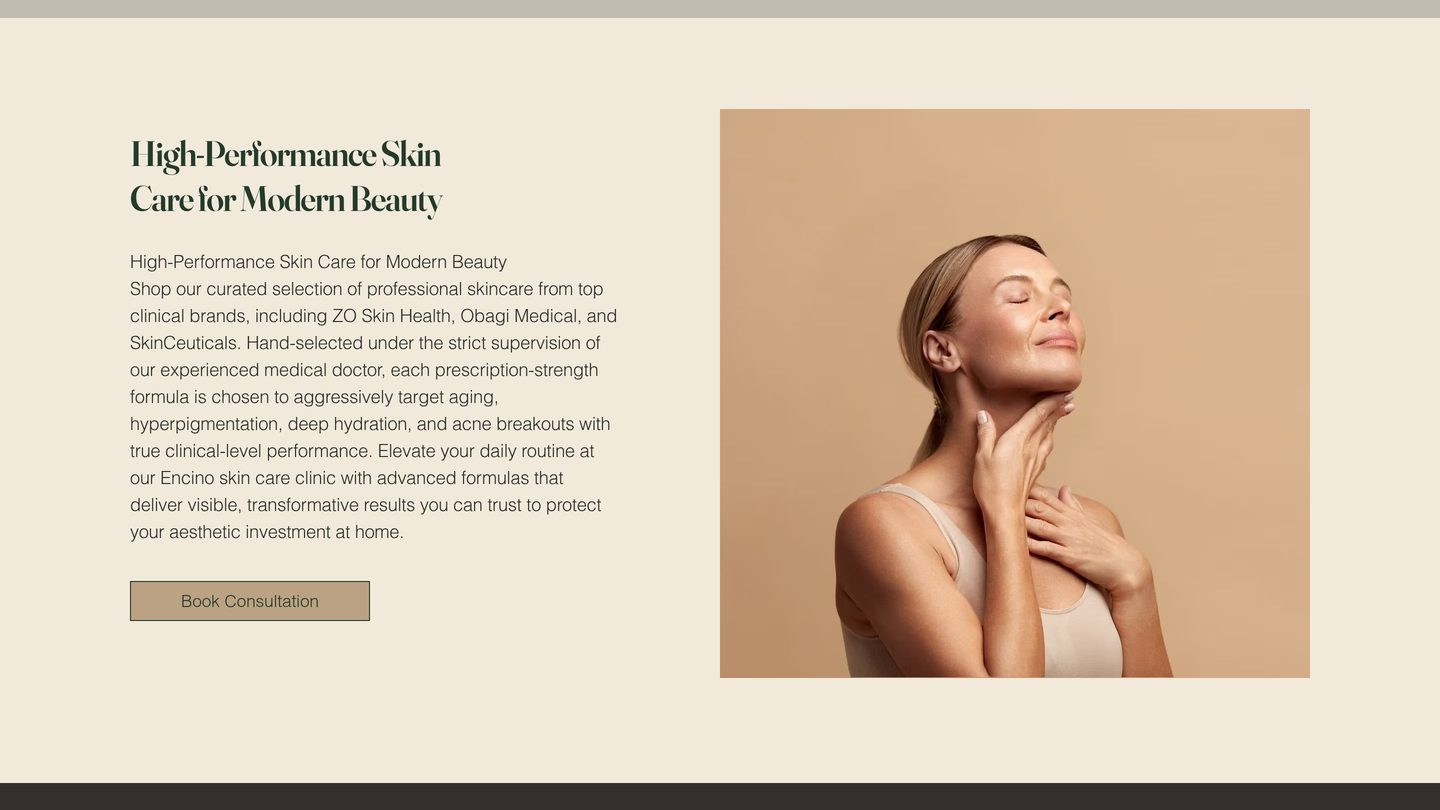 High-Performance Skin
Care for Modern Beauty
High-Performance Skin Care for Modern Beauty
Shop our curated selection of professional skincare from top
clinical brands, including ZO Skin Health, Obagi Medical, and
SkinCeuticals. Hand-selected under the strict supervision of
our experienced medical doctor, each prescription-strength
formula is chosen to aggressively target aging,
hyperpigmentation, deep hydration, and acne breakouts with
true clinical-level performance. Elevate your daily routine at
our Encino skin care clinic with advanced formulas that
deliver visible, transformative results you can trust to protect
your aesthetic investment at home.
Book Consultation